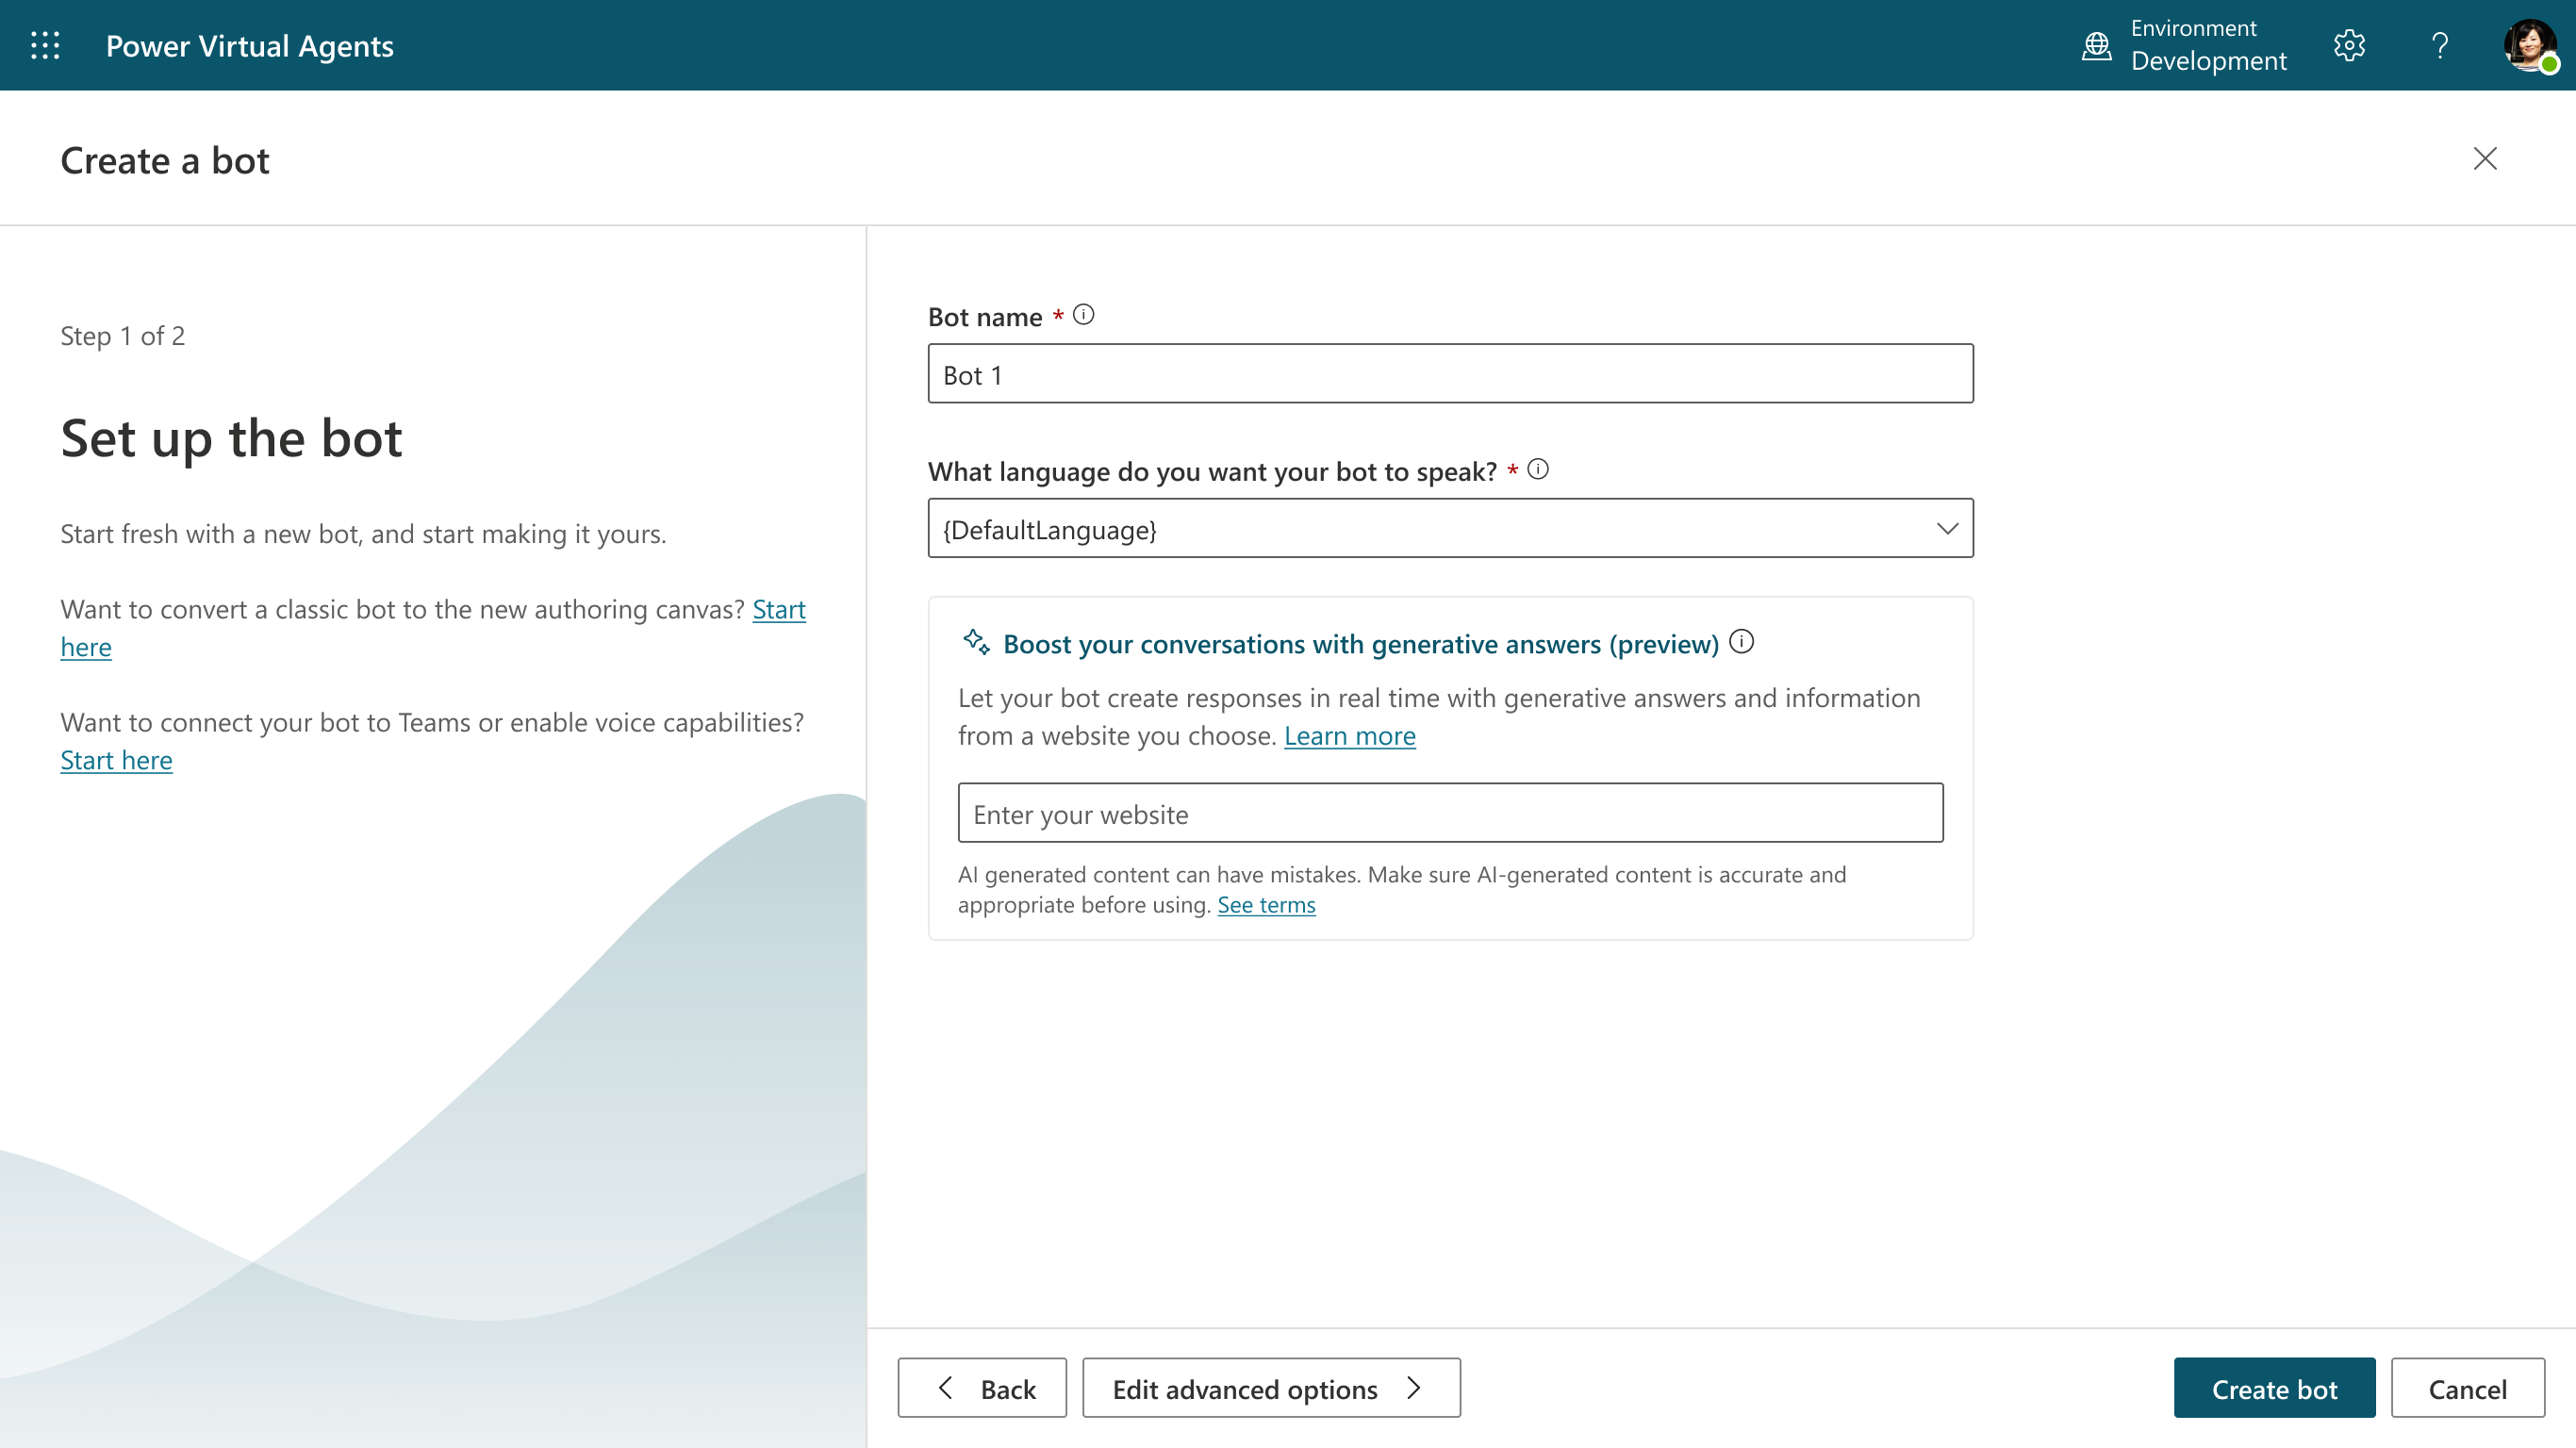 Power Virtual Agents
Environment
Development
Create a bot
Step 1 of 2
Set up the bot
Start fresh with a new bot, and start making it yours.
Want to convert a classic bot to the new authoring canvas? Start
here
Want to connect your bot to Teams or enable voice capabilities?
Start here
Bot name *
Bot 1
What language do you want your bot to speak? *
{DefaultLanguage}
Boost your conversations with generative answers (preview)
Let your bot create responses in real time with generative answers and information
from a website you choose. Learn more
Enter your website
AI generated content can have mistakes. Make sure AI-generated content is accurate and
appropriate before using. See terms
Back
Edit advanced options
Create bot
Cancel